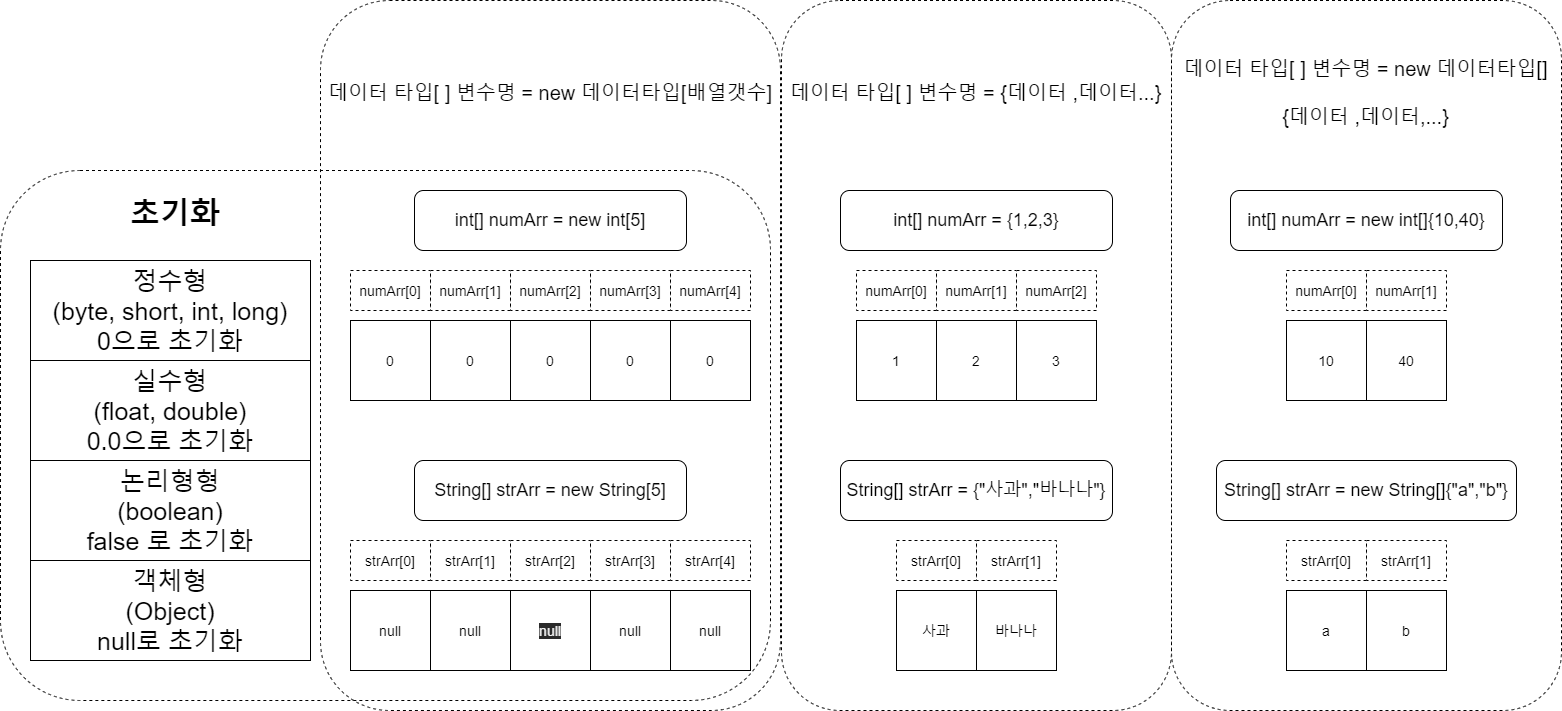 데이터 타입[ ] 변수명 = new 데이터타입[배열갯수]
데이터 타입[ ] 변수명 = {데이터 ,데이터...}
데이터 타입[ ] 변수명 = new 데이터타입[]
{데이터 ,데이터,...}
초기화
정수형
(byte, short, int, long)
0으로 초기화
실수형
(float, double)
0.0으로 초기화
논리형형
(boolean)
false 로 초기화
객체형
(Object)
null로 초기화
int[] numArr = new int[5]
numArr[0] numArr[1] numArr[2] numArr[3] numArr[4]
0 0 0 0 0
String[] strArr = new String[5]
strArr[0] strArr[1] strArr[2] strArr[3] strArr[4]
null null null null null
int[] numArr = {1,2,3}
numArr[0] numArr[1] numArr[2]
1 2 3
String[] strArr = {"사과","바나나"}
strArr[0] strArr[1]
사과 바나나
int[] numArr = new int[]{10,40}
numArr[0] numArr[1]
10 40
String[] strArr = new String[]{"a","b"}
strArr[0] strArr[1]
a b